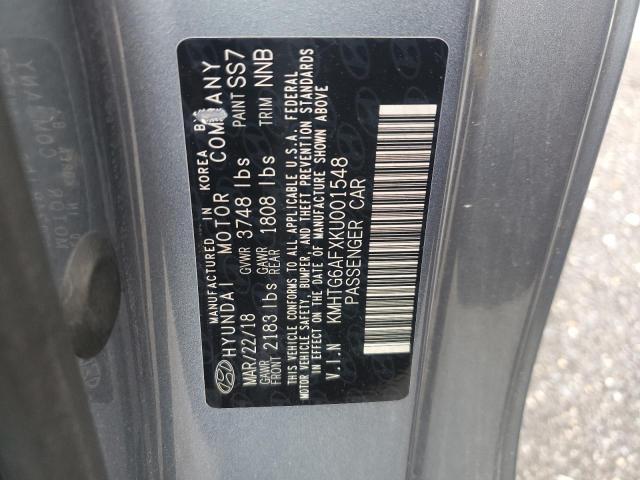 MANUFACTURED IN KOREA BY
HYUNDAI MOTOR COMPANY
MAR/22/18 GVWR 3748 lbs PAINT SS7
GAWR FRONT 2183 lbs GAWR REAR 1808 lbs TRIM NNB
THIS VEHICLE CONFORMS TO ALL APPLICABLE U.S.A. FEDERAL
MOTOR VEHICLE SAFETY, BUMPER, AND THEFT PREVENTION STANDARDS
IN EFFECT ON THE DATE OF MANUFACTURE SHOWN ABOVE
V.I.N KMHTG6AFXKU001548
PASSENGER CAR